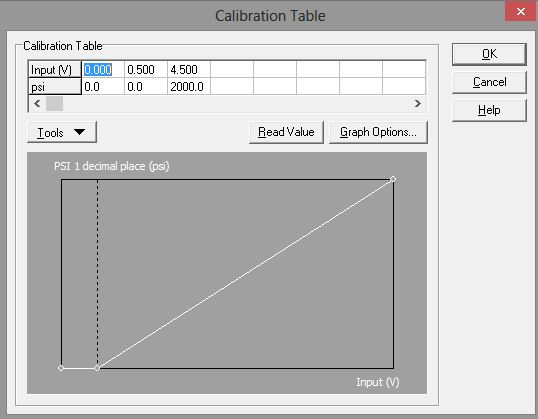 Calibration Table
Calibration Table
Input (V) 0.000 0.500 4.500
psi 0.0 0.0 2000.0
OK
Cancel
Help
Tools
Read Value
Graph Options...
PSI 1 decimal place (psi)
Input (V)